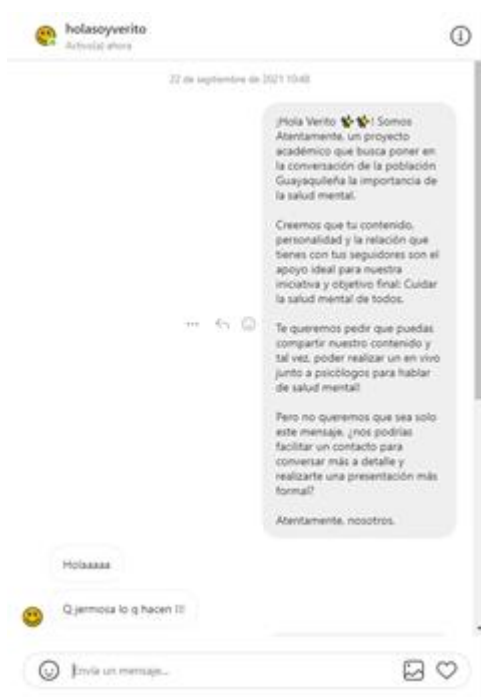 holasoyverito
Activo(a) ahora
22 de septiembre de 2021 10:48
¡Hola Verito ! Somos
Atentamente, un proyecto
académico que busca poner en
la conversación de la población
Guayaquileña la importancia de
la salud mental.
Creemos que tu contenido,
personalidad y la relación que
tienes con tus seguidores son el
apoyo ideal para nuestra
iniciativa y objetivo final: Cuidar
la salud mental de todos.
Te queremos pedir que puedas
compartir nuestro contenido y
tal vez, poder realizar un en vivo
junto a psicólogos para hablar
de salud mental!
Pero no queremos que sea solo
este mensaje, ¿nos podrías
facilitar un contacto para
conversar más a detalle y
realizarte una presentación más
formal?
Atentamente, nosotros.
Holaaaaa
Q jermosa lo q hacen !!!
Envía un mensaje...